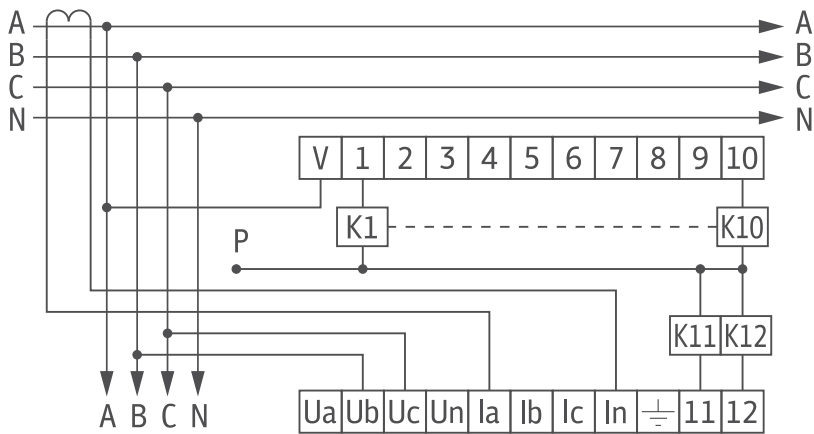 A A
B B
C C
N N
V 1 2 3 4 5 6 7 8 9 10
K1 K10
P
K11 K12
Ua Ub Uc Un Ia Ib Ic In 11 12
A B C N